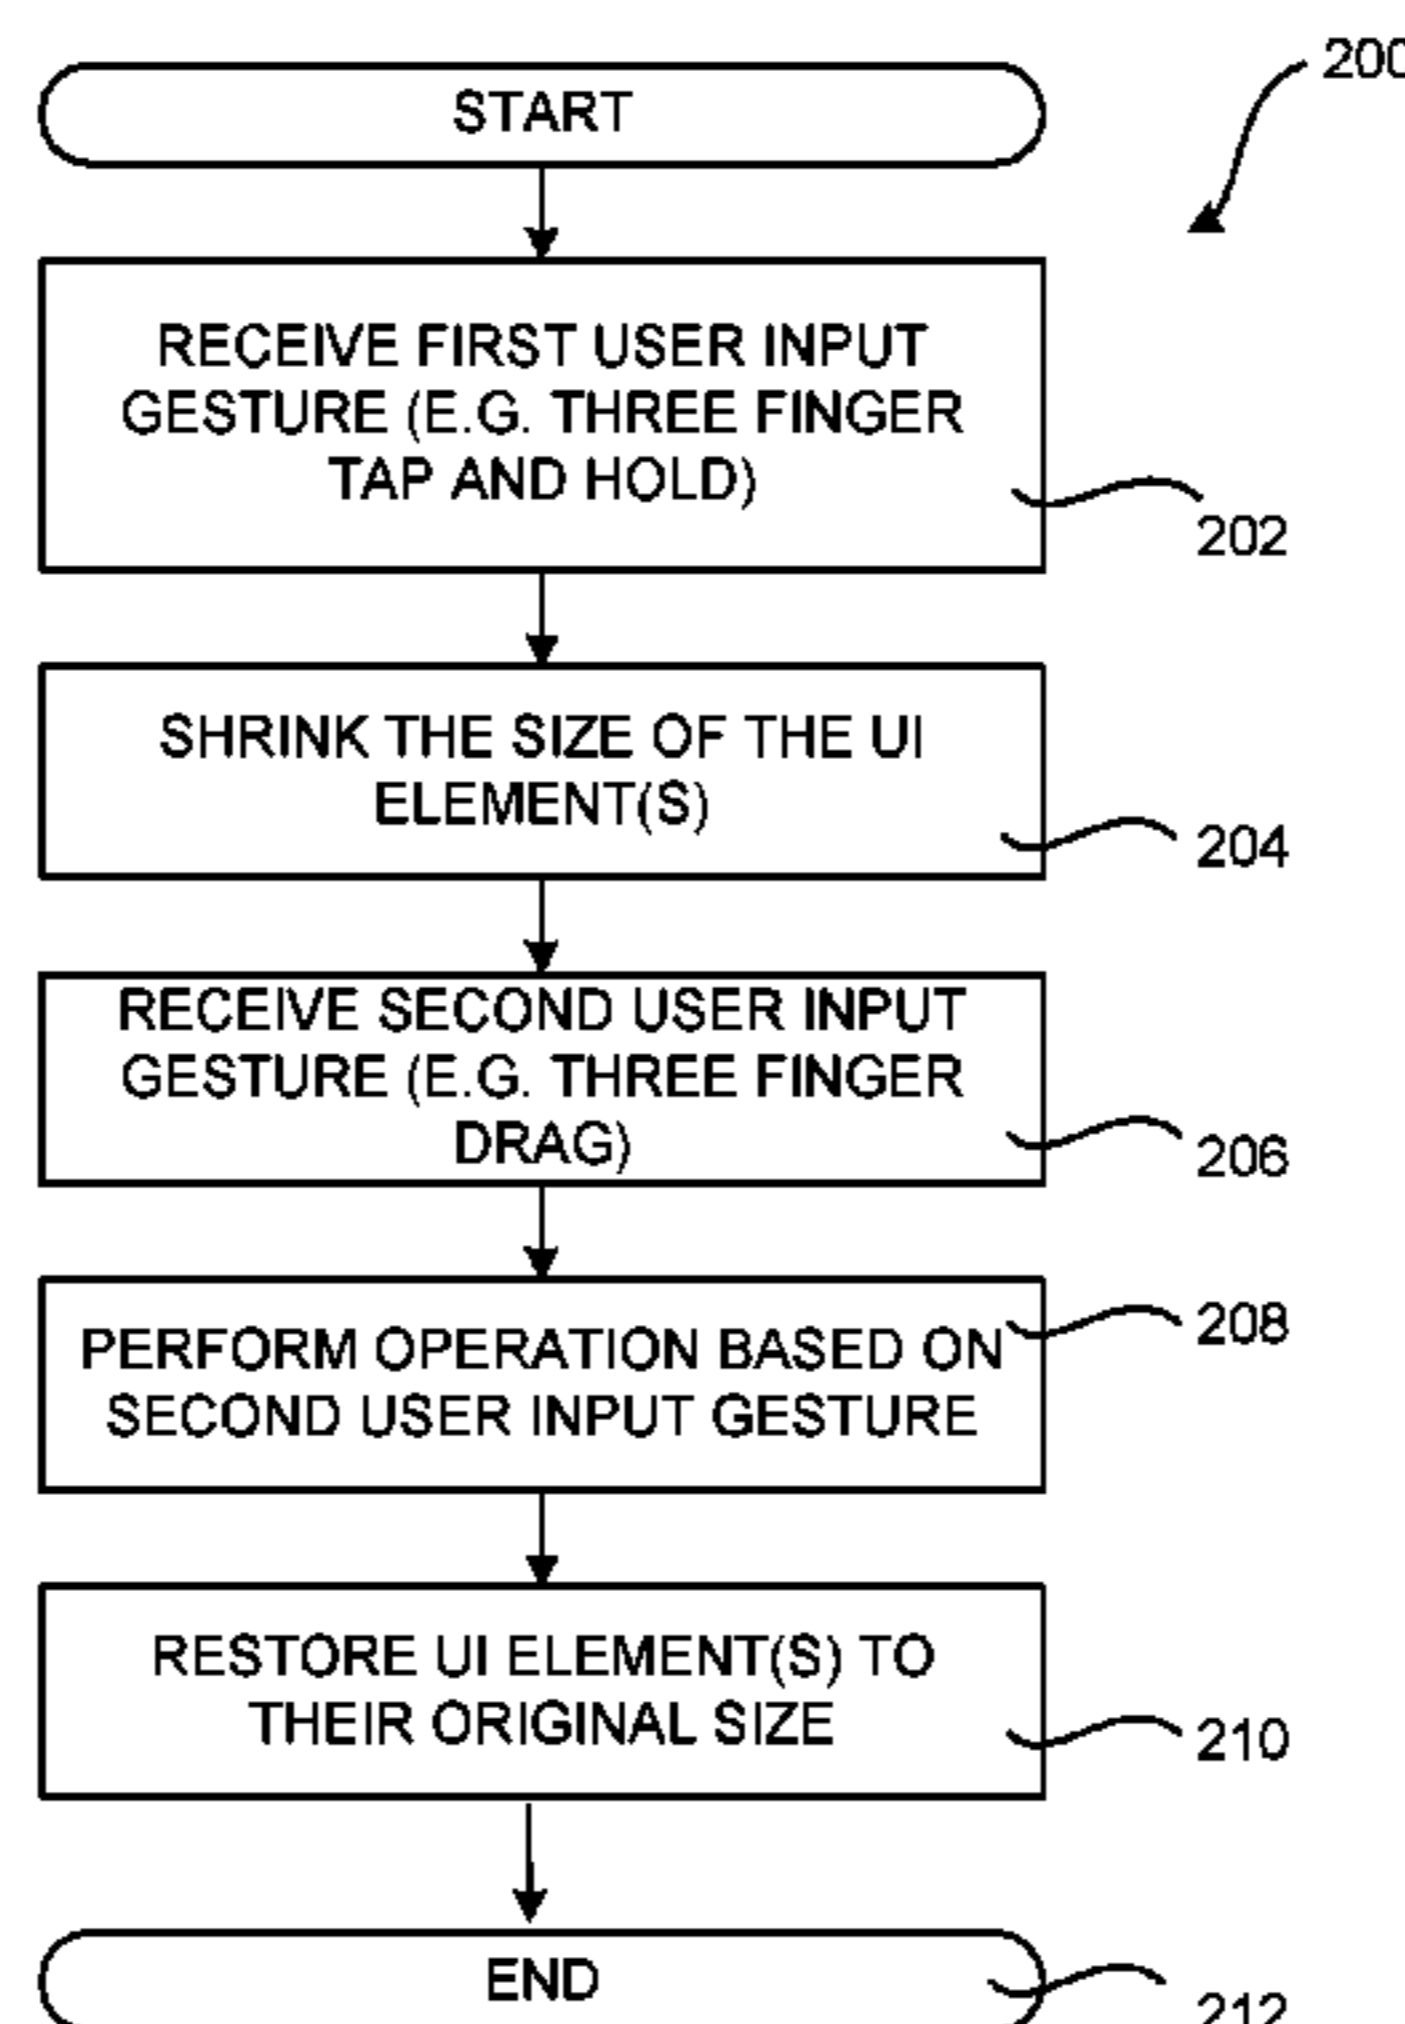 200
START
RECEIVE FIRST USER INPUT
GESTURE (E.G. THREE FINGER
TAP AND HOLD)
202
SHRINK THE SIZE OF THE UI
ELEMENT(S)
204
RECEIVE SECOND USER INPUT
GESTURE (E.G. THREE FINGER
DRAG)
206
208
PERFORM OPERATION BASED ON
SECOND USER INPUT GESTURE
RESTORE UI ELEMENT(S) TO
THEIR ORIGINAL SIZE
210
END
212